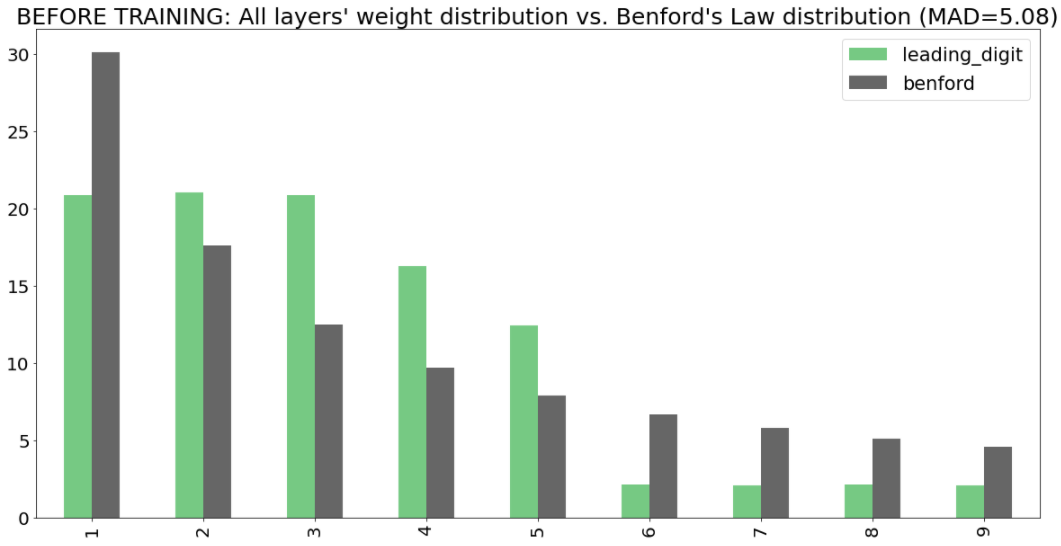 BEFORE TRAINING: All layers' weight distribution vs. Benford's Law distribution (MAD=5.08)
leading_digit
benford
30
25
20
15
10
5
0
1 2 3 4 5 6 7 8 9